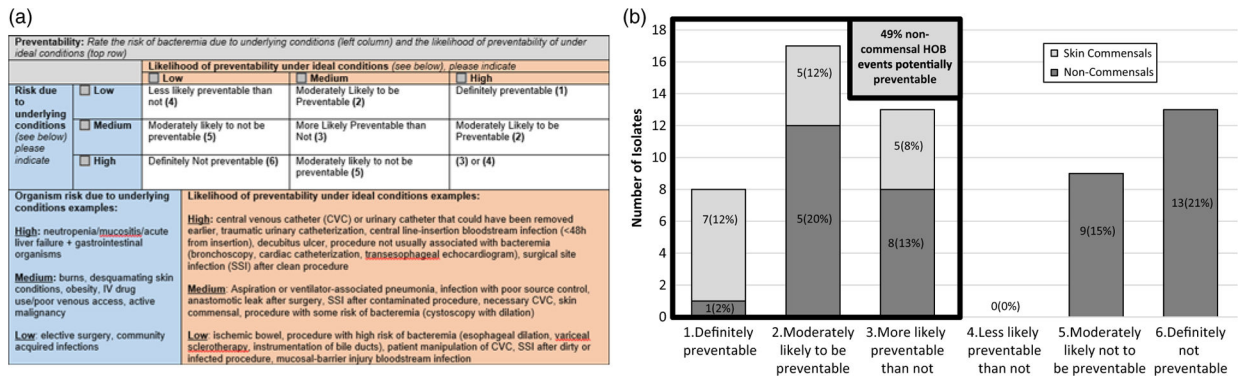 (a)
Preventability: Rate the risk of bacteremia due to underlying conditions (left column) and the likelihood of preventability of under
ideal conditions (top row)
Likelihood of preventability under ideal conditions (see below), please indicate
Low
Medium
High
Risk due
to
underlying
conditions
(see below)
please
indicate
Low
Less likely preventable than
not (4)
Moderately Likely to be
Preventable (2)
Definitely preventable (1)
Medium
Moderately likely to not be
preventable (5)
More Likely Preventable than
Not (3)
Moderately Likely to be
Preventable (2)
High
Definitely Not preventable (6)
Moderately likely to not be
preventable (5)
(3) or (4)
Organism risk due to underlying
conditions examples:
High: neutropenia/mucositis/acute
liver failure + gastrointestinal
organisms
Medium: burns, desquamating skin
conditions, obesity, IV drug
use/poor venous access, active
malignancy
Low: elective surgery, community
acquired infections
Likelihood of preventability under ideal conditions examples:
High: central venous catheter (CVC) or urinary catheter that could have been removed
earlier, traumatic urinary catheterization, central line-insertion bloodstream infection (<48h
from insertion), decubitus ulcer, procedure not usually associated with bacteremia
(bronchoscopy, cardiac catheterization, transesophageal echocardiogram), surgical site
infection (SSI) after clean procedure
Medium: Aspiration or ventilator-associated pneumonia, infection with poor source control,
anastomotic leak after surgery, SSI after contaminated procedure, necessary CVC, skin
commensal, procedure with some risk of bacteremia (cystoscopy with dilation)
Low: ischemic bowel, procedure with high risk of bacteremia (esophageal dilation, variceal
sclerotherapy, instrumentation of bile ducts), patient manipulation of CVC, SSI after dirty or
infected procedure, mucosal-barrier injury bloodstream infection
(b)
Number of Isolates
18
16
14
12
10
8
6
4
2
0
49% non-
commensal HOB
events potentially
preventable
Skin Commensals
Non-Commensals
7(12%)
1(2%)
5(12%)
5(20%)
5(8%)
8(13%)
0(0%)
9(15%)
13(21%)
1.Definitely
preventable
2.Moderately
likely to be
preventable
3.More likely
preventable
than not
4.Less likely
preventable
than not
5.Moderately
likely not to
be preventable
6.Definitely
not
preventable